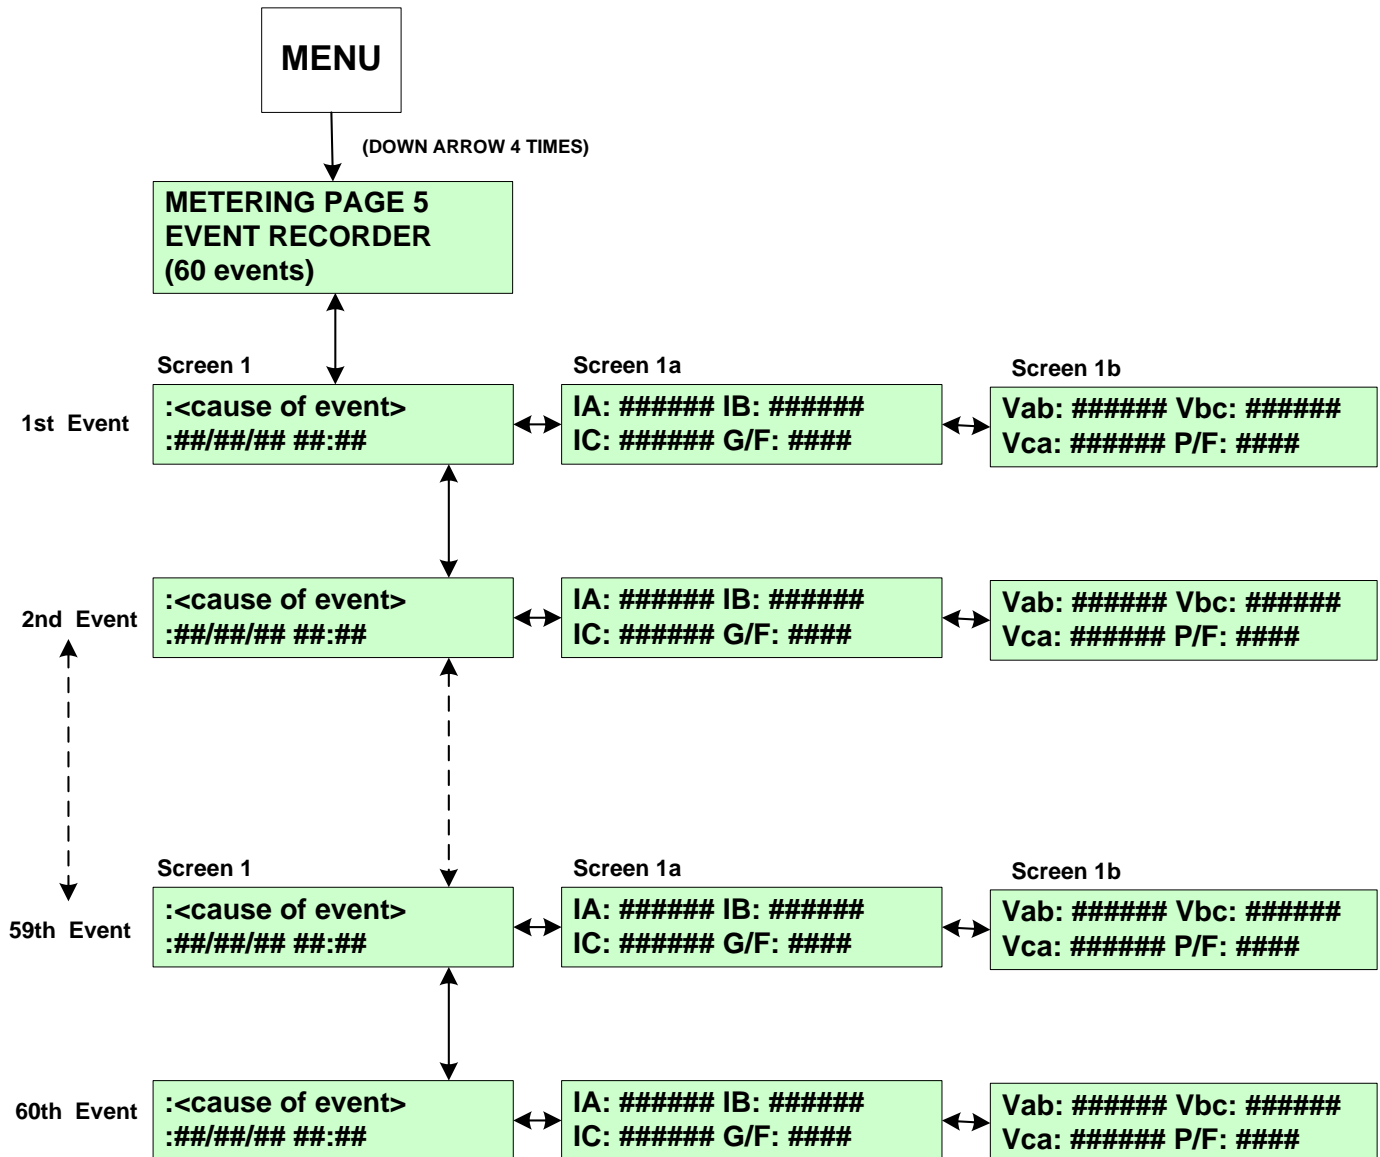 MENU
(DOWN ARROW 4 TIMES)
METERING PAGE 5
EVENT RECORDER
(60 events)
Screen 1
Screen 1a
Screen 1b
1st Event
:<cause of event>
:##/##/## ##:##
IA: ###### IB: ######
IC: ###### G/F: ####
Vab: ###### Vbc: ######
Vca: ###### P/F: ####
2nd Event
:<cause of event>
:##/##/## ##:##
IA: ###### IB: ######
IC: ###### G/F: ####
Vab: ###### Vbc: ######
Vca: ###### P/F: ####
Screen 1
Screen 1a
Screen 1b
59th Event
:<cause of event>
:##/##/## ##:##
IA: ###### IB: ######
IC: ###### G/F: ####
Vab: ###### Vbc: ######
Vca: ###### P/F: ####
60th Event
:<cause of event>
:##/##/## ##:##
IA: ###### IB: ######
IC: ###### G/F: ####
Vab: ###### Vbc: ######
Vca: ###### P/F: ####